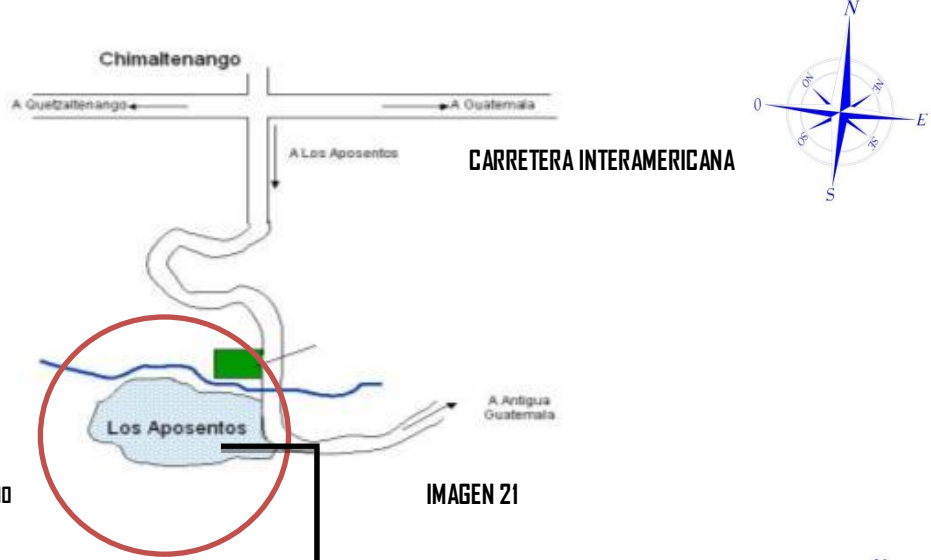 N
Chimaltenango
NO
NE
A Quetzaltenango
A Guatemala
O
E
A Los Aposentos
CARRETERA INTERAMERICANA
SO
SE
S
Los Aposentos
A Antigua
Guatemala
IMAGEN 21